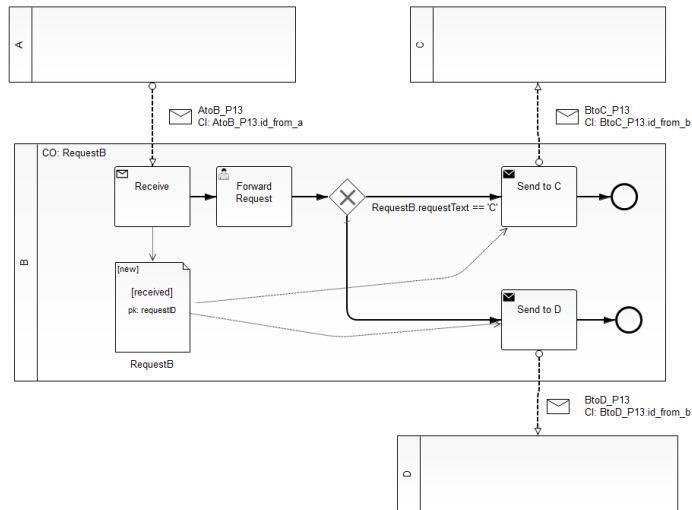 A
C
AtoB_P13
CI: AtoB_P13.id_from_a
BtoC_P13
CI: BtoC_P13.id_from_b
B
CO: RequestB
Receive
Forward
Request
RequestB.requestText == 'C'
Send to C
[new]
[received]
pk: requestID
RequestB
Send to D
BtoD_P13
CI: BtoD_P13.id_from_b
D